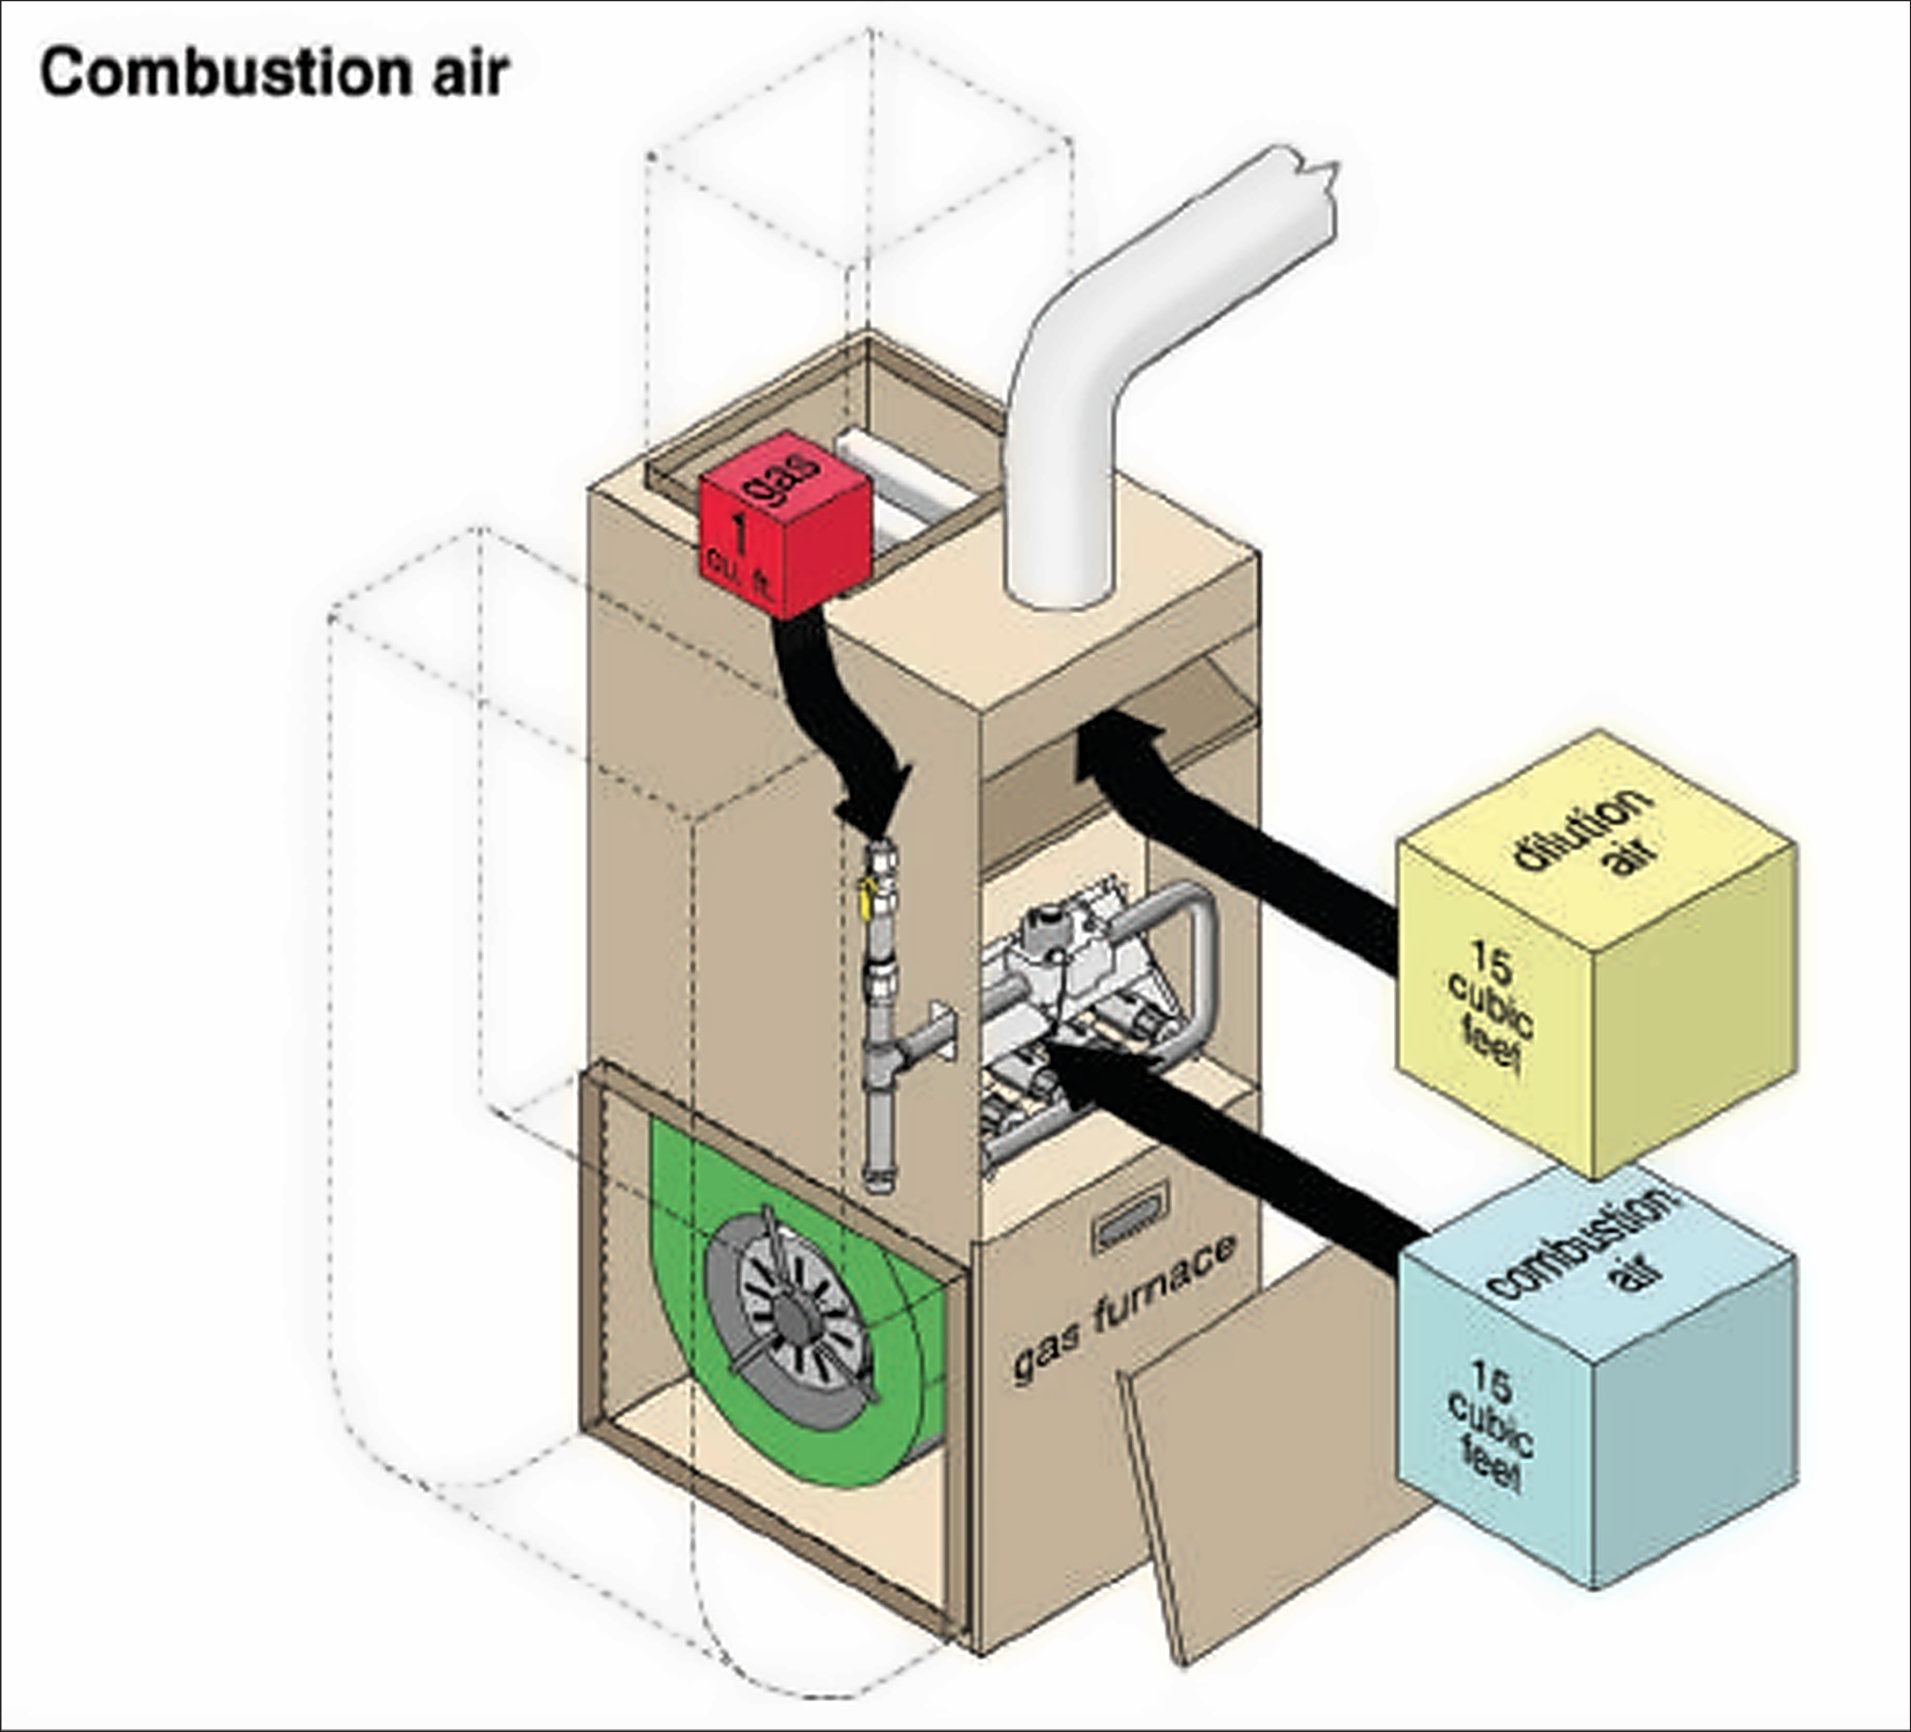 Combustion air
gas
1
cu. ft.
dilution
air
15
cubic
feet
combustion
air
15
cubic
feet
gas furnace